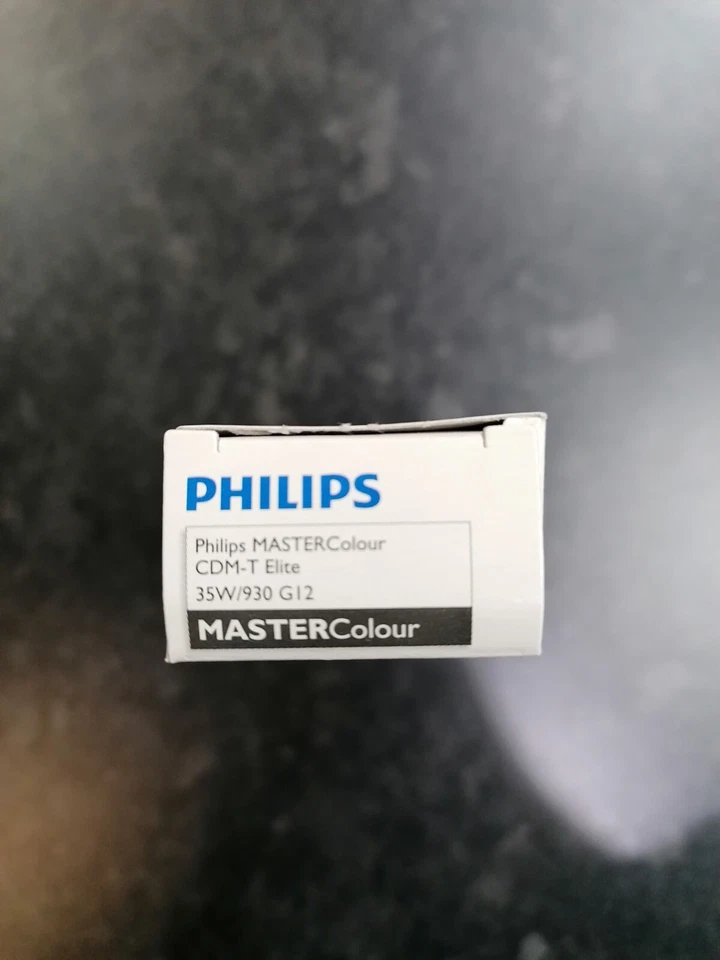 PHILIPS
Philips MASTERColour
CDM-T Elite
35W/930 G12
MASTERColour